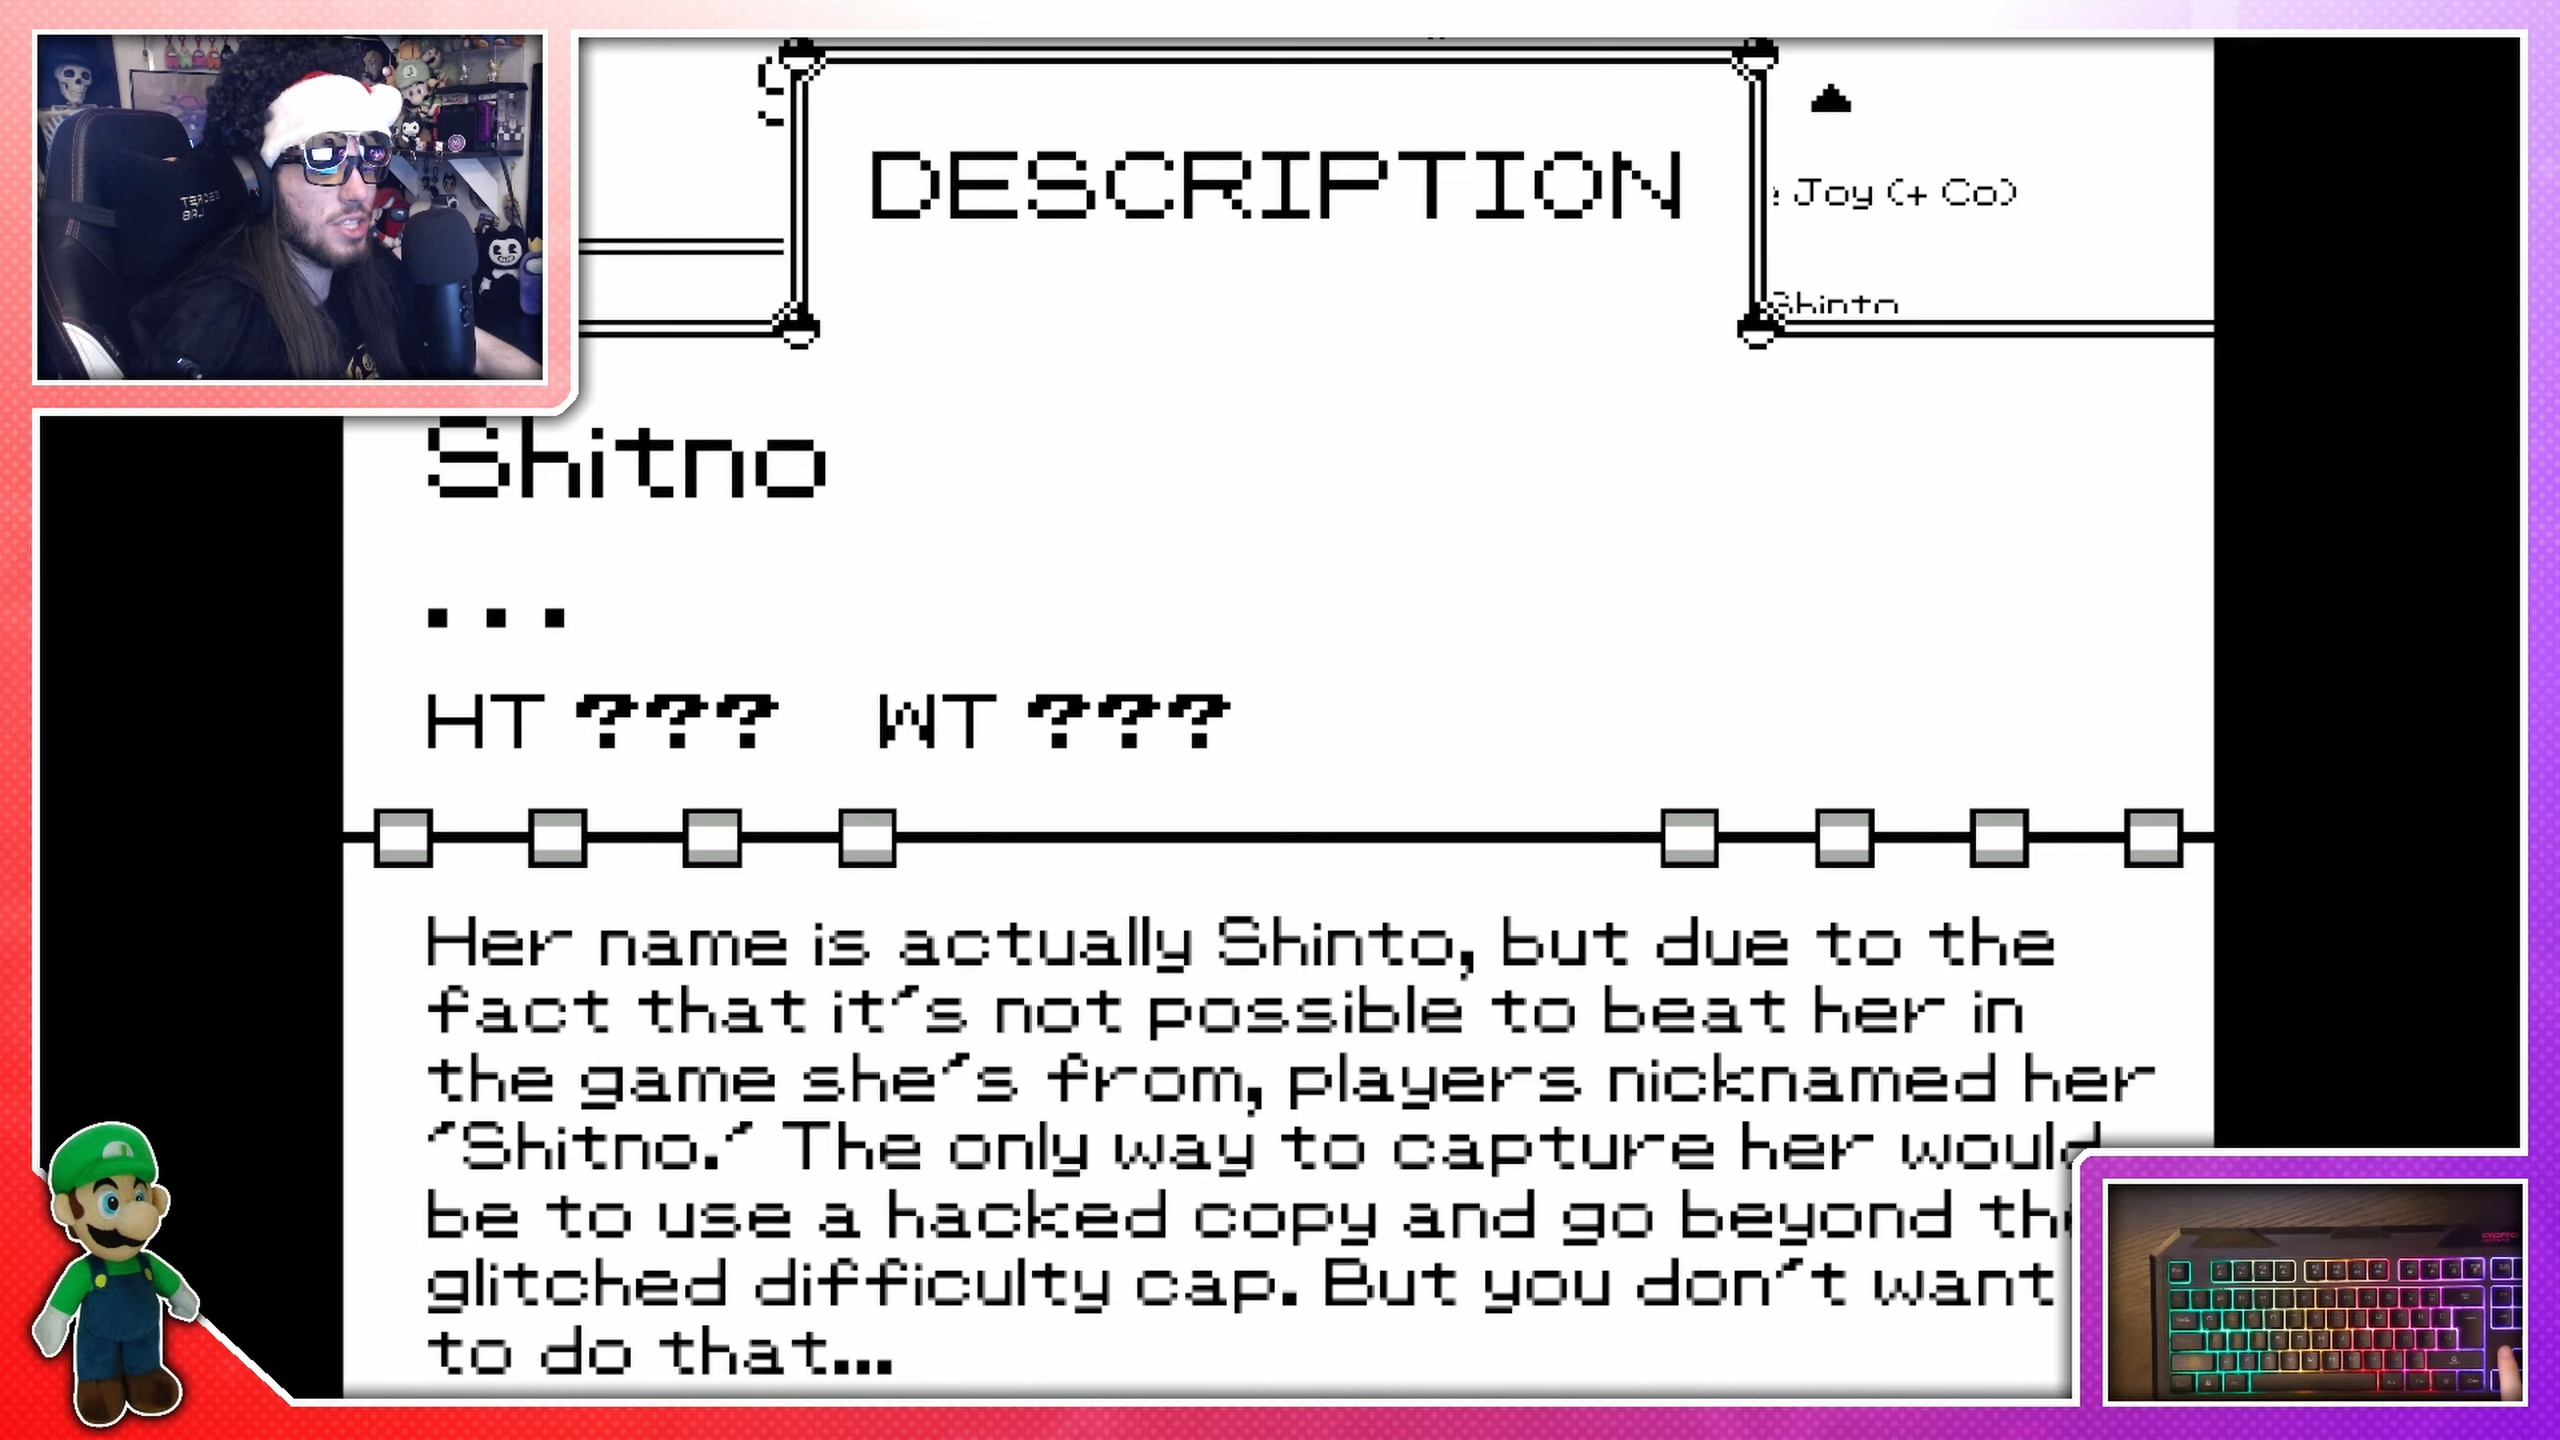 DESCRIPTION
Joy (+ Co)
Shinto
Shitno
...
HT ??? WT ???
Her name is actually Shinto, but due to the
fact that it's not possible to beat her in
the game she's from, players nicknamed her
'Shitno.' The only way to capture her would
be to use a hacked copy and go beyond the
glitched difficulty cap. But you don't want
to do that...